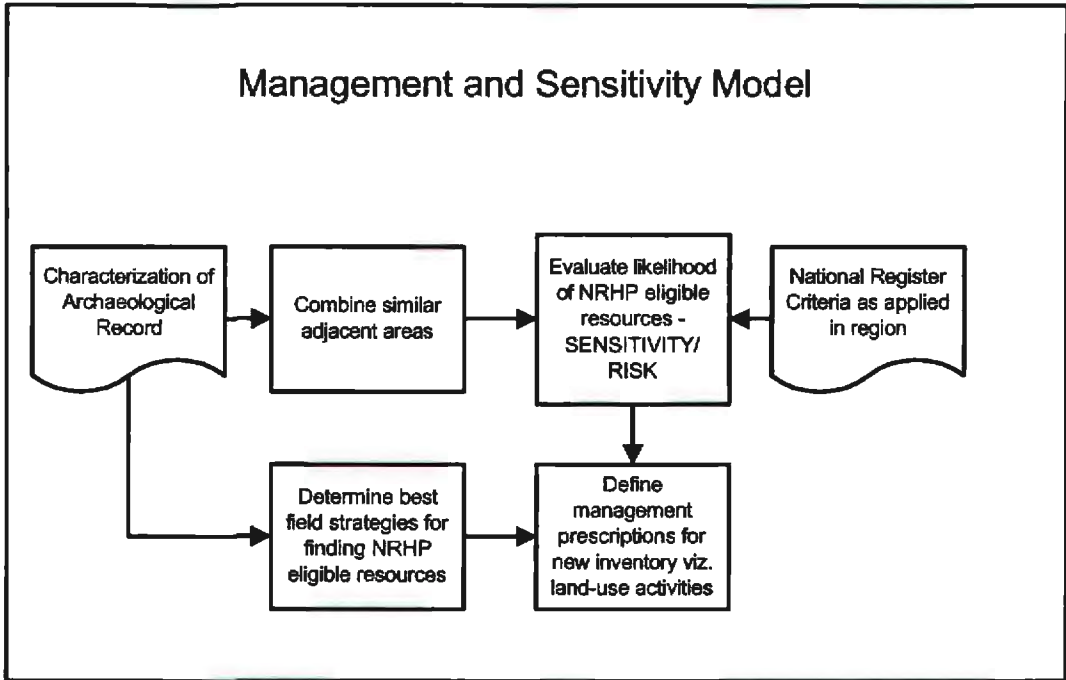 Management and Sensitivity Model
Characterization of
Archaeological
Record
Combine similar
adjacent areas
Evaluate likelihood
of NRHP eligible
resources -
SENSITIVITY/
RISK
National Register
Criteria as applied
in region
Determine best
field strategies for
finding NRHP
eligible resources
Define
management
prescriptions for
new inventory viz.
land-use activities